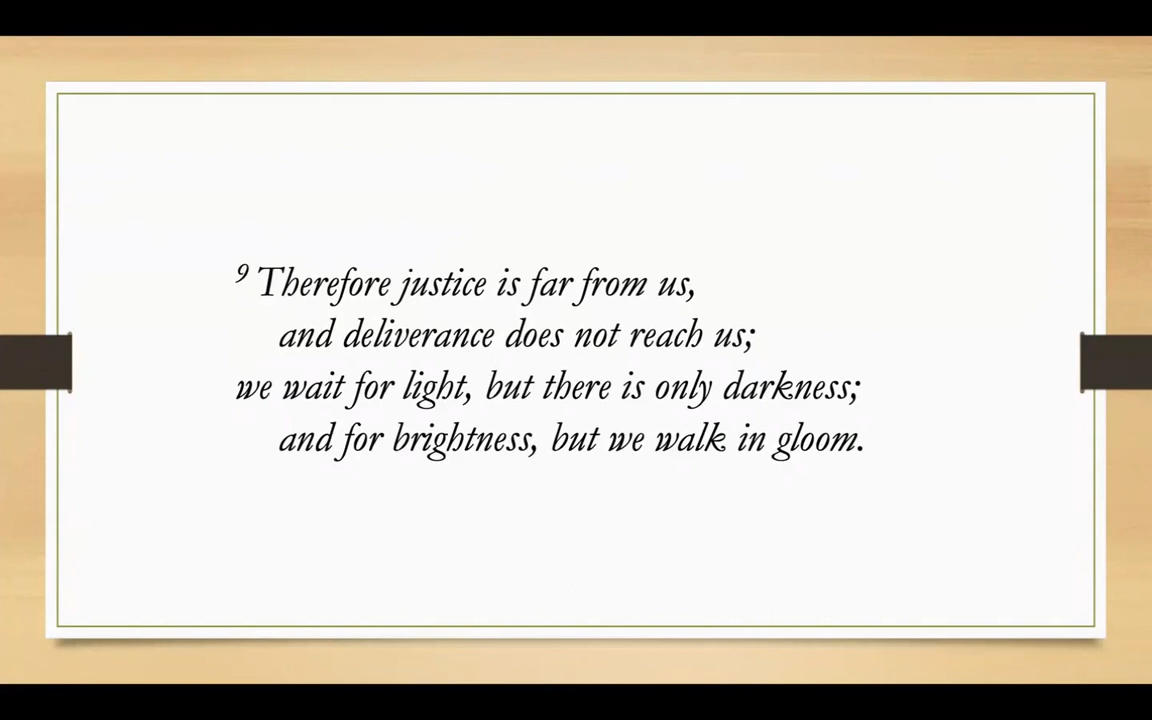 ⁹ Therefore justice is far from us,
and deliverance does not reach us;
we wait for light, but there is only darkness;
and for brightness, but we walk in gloom.